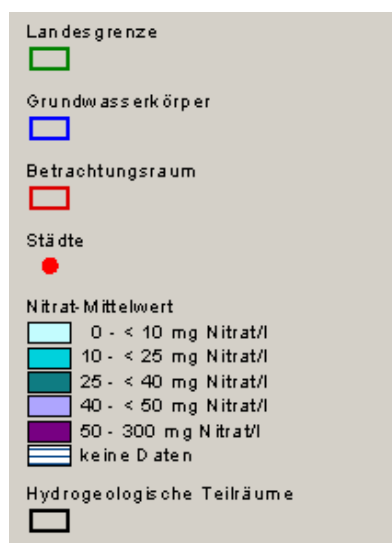 Landesgrenze
Grundwasserkörper
Betrachtungsraum
Städte
Nitrat-Mittelwert
0 - < 10 mg Nitrat/l
10 - < 25 mg Nitrat/l
25 - < 40 mg Nitrat/l
40 - < 50 mg Nitrat/l
50 - 300 mg Nitrat/l
keine Daten
Hydrogeologische Teilräume